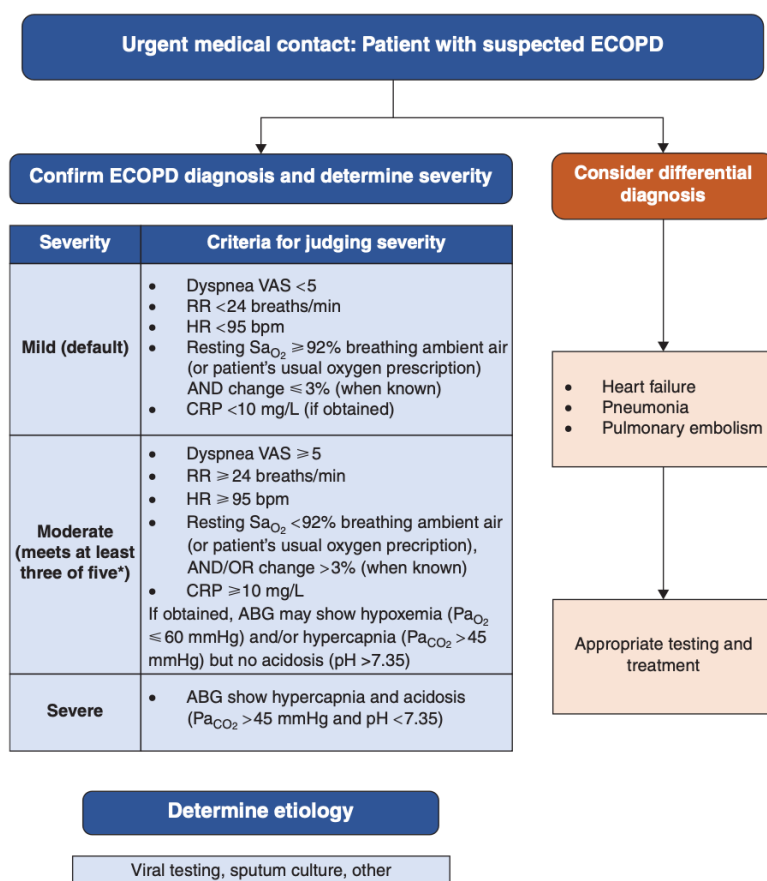 Urgent medical contact: Patient with suspected ECOPD
Confirm ECOPD diagnosis and determine severity
Severity
Criteria for judging severity
Mild (default)
• Dyspnea VAS <5
• RR <24 breaths/min
• HR <95 bpm
• Resting SaO2 ⩾92% breathing ambient air
(or patient's usual oxygen prescription)
AND change ⩽3% (when known)
• CRP <10 mg/L (if obtained)
Moderate
(meets at least
three of five*)
• Dyspnea VAS ⩾5
• RR ⩾24 breaths/min
• HR ⩾95 bpm
• Resting SaO2 <92% breathing ambient air
(or patient's usual oxygen precription),
AND/OR change >3% (when known)
• CRP ⩾10 mg/L
If obtained, ABG may show hypoxemia (PaO2
⩽60 mmHg) and/or hypercapnia (PaCO2 >45
mmHg) but no acidosis (pH >7.35)
Severe
• ABG show hypercapnia and acidosis
(PaCO2 >45 mmHg and pH <7.35)
Determine etiology
Viral testing, sputum culture, other
Consider differential
diagnosis
• Heart failure
• Pneumonia
• Pulmonary embolism
Appropriate testing and
treatment